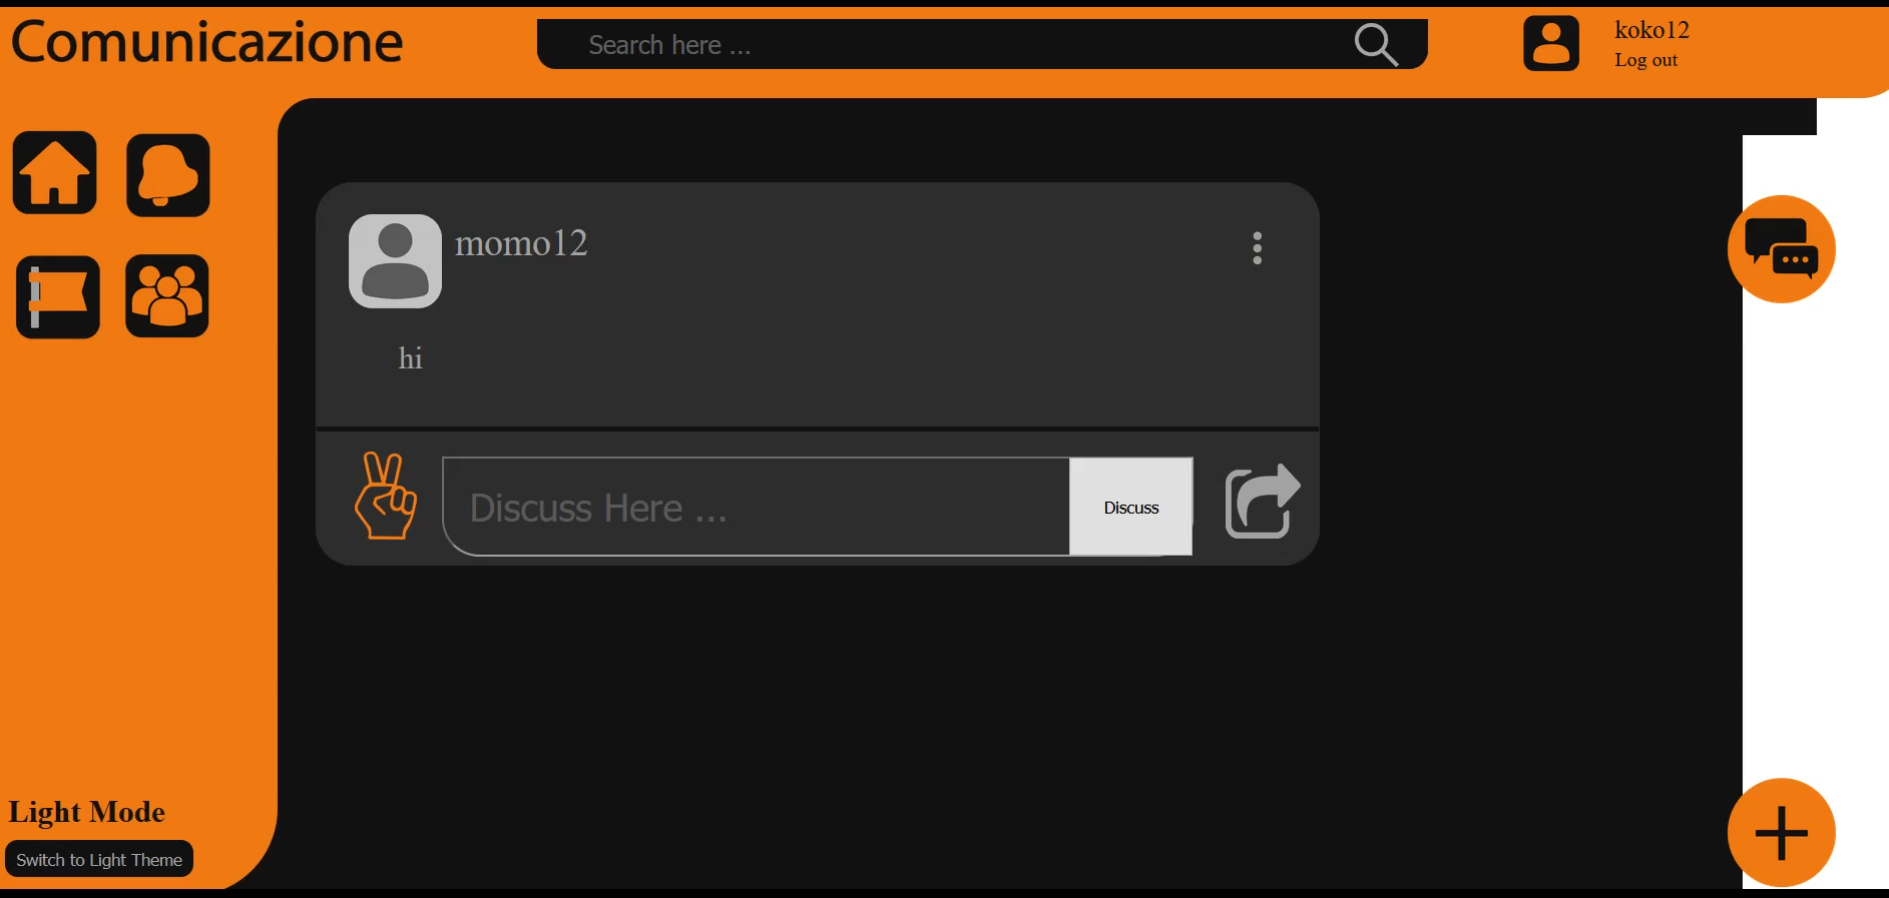 Comunicazione
Search here ...
koko12
Log out
momo12
hi
Discuss Here ...
Discuss
Light Mode
Switch to Light Theme